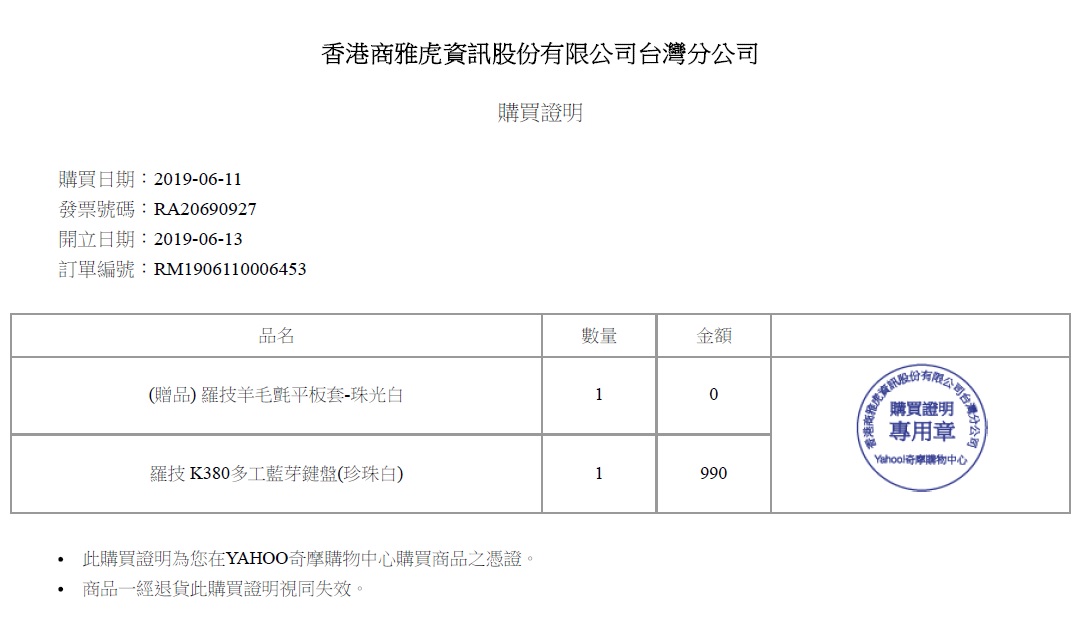 香港商雅虎資訊股份有限公司台灣分公司
購買證明
購買日期：2019-06-11
發票號碼：RA20690927
開立日期：2019-06-13
訂單編號：RM1906110006453
品名 數量 金額
(贈品) 羅技羊毛氈平板套-珠光白 1 0
羅技 K380多工藍芽鍵盤(珍珠白) 1 990
香港商雅虎資訊股份有限公司台灣分公司
購買證明
專用章
Yahoo!奇摩購物中心
• 此購買證明為您在YAHOO奇摩購物中心購買商品之憑證。
• 商品一經退貨此購買證明視同失效。